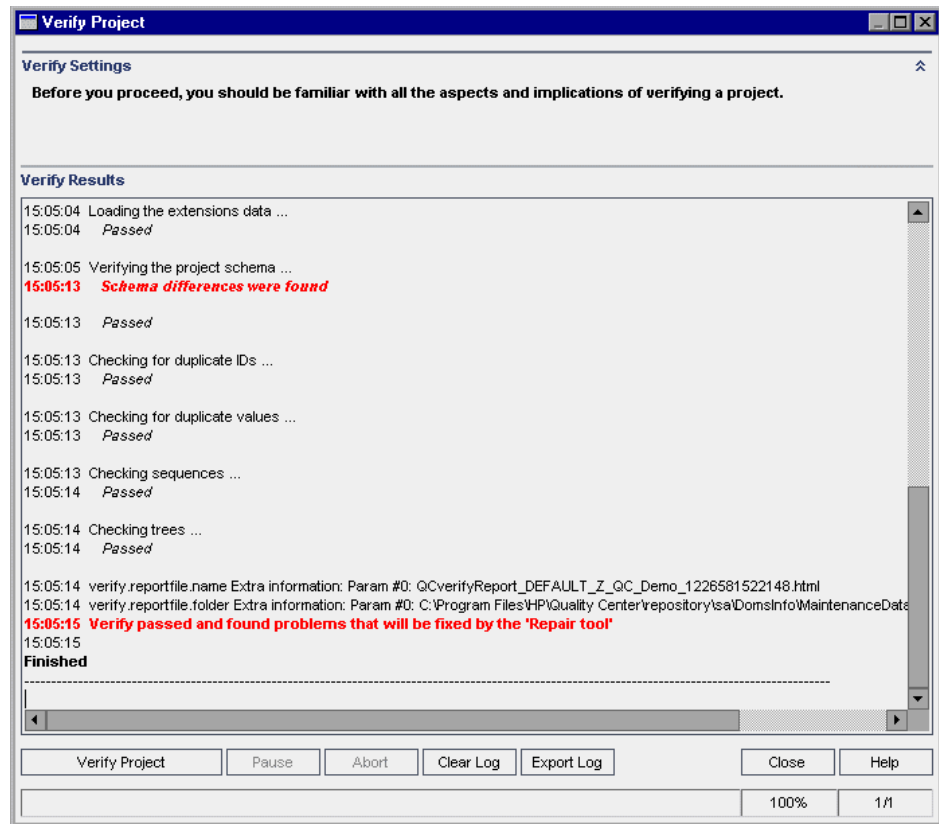 Verify Project
Verify Settings
Before you proceed, you should be familiar with all the aspects and implications of verifying a project.
Verify Results
15:05:04 Loading the extensions data ...
15:05:04 Passed
15:05:05 Verifying the project schema ...
15:05:13 Schema differences were found
15:05:13 Passed
15:05:13 Checking for duplicate IDs ...
15:05:13 Passed
15:05:13 Checking for duplicate values ...
15:05:13 Passed
15:05:13 Checking sequences ...
15:05:14 Passed
15:05:14 Checking trees ...
15:05:14 Passed
15:05:14 verify.reportfile.name Extra information: Param #0: QCverifyReport_DEFAULT_Z_QC_Demo_1226581522148.html
15:05:14 verify.reportfile.folder Extra information: Param #0: C:\Program Files\HP\Quality Center\repository\sa\DomsInfo\MaintenanceData
15:05:15 Verify passed and found problems that will be fixed by the 'Repair tool'
15:05:15
Finished
Verify Project Pause Abort Clear Log Export Log Close Help
100% 1/1